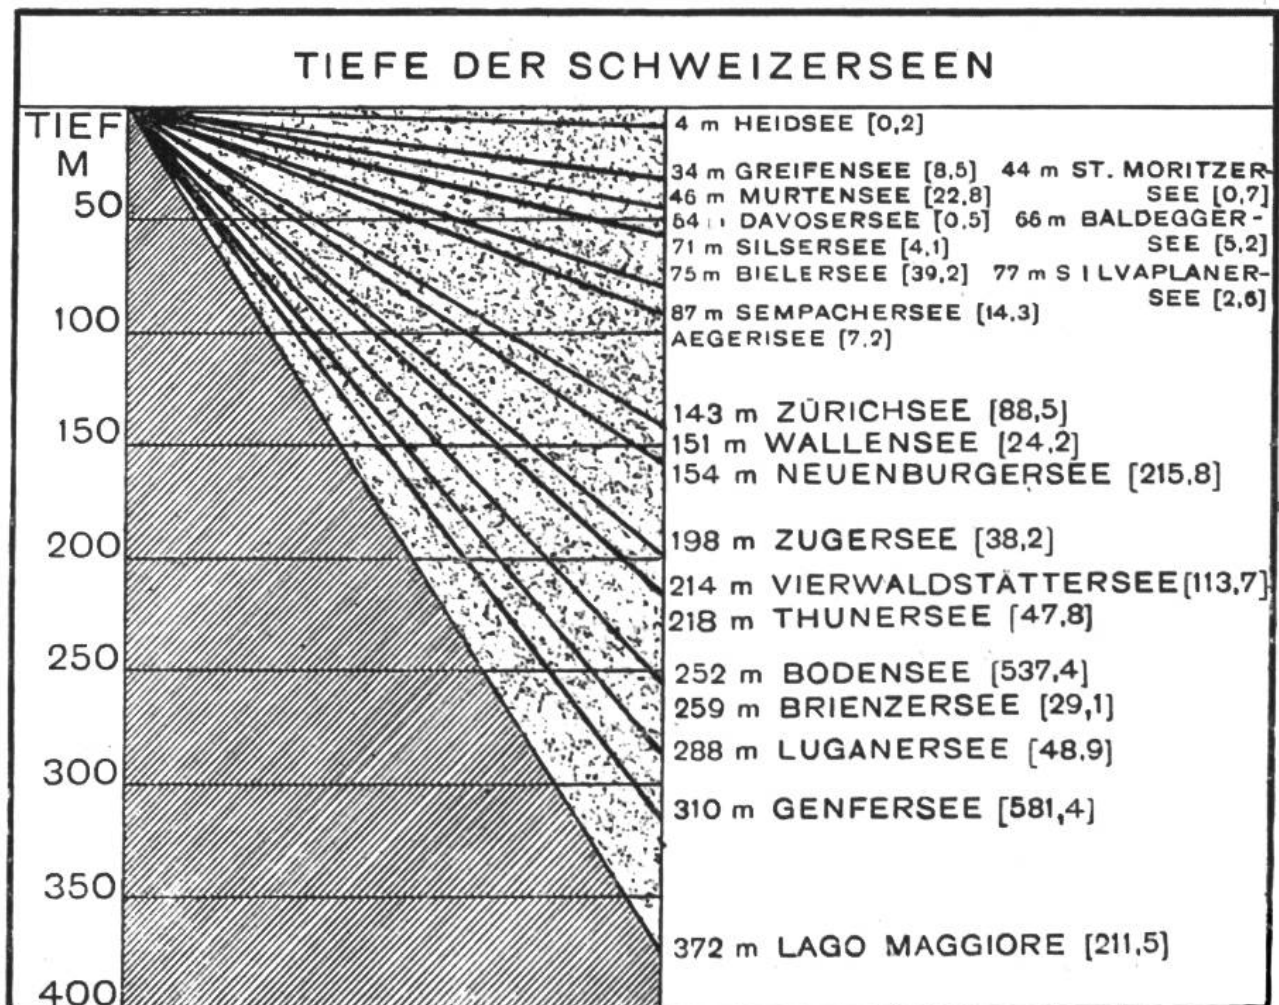 TIEFE DER SCHWEIZERSEEN
TIEF
M
50
100
150
200
250
300
350
400
4 m HEIDSEE [0,2]
34 m GREIFENSEE [8,5] 44 m ST. MORITZER-
46 m MURTENSEE [22,8] SEE [0,7]
DAVOSERSEE [0,5] 66 m BALDEGGER-
71 m SILSERSEE [4,1] SEE [5,2]
75 m BIELERSEE [39,2] 77 m SILVAPLANER-
SEE [2,6]
87 m SEMPACHERSEE [14,3]
AEGERISEE [7,2]
143 m ZÜRICHSEE [88,5]
151 m WALLENSEE [24,2]
154 m NEUENBURGERSEE [215,8]
198 m ZUGERSEE [38,2]
214 m VIERWALDSTÄTTERSEE [113,7]
218 m THUNERSEE [47,8]
252 m BODENSEE [537,4]
259 m BRIENZERSEE [29,1]
288 m LUGANERSEE [48,9]
310 m GENFERSEE [581,4]
372 m LAGO MAGGIORE [211,5]